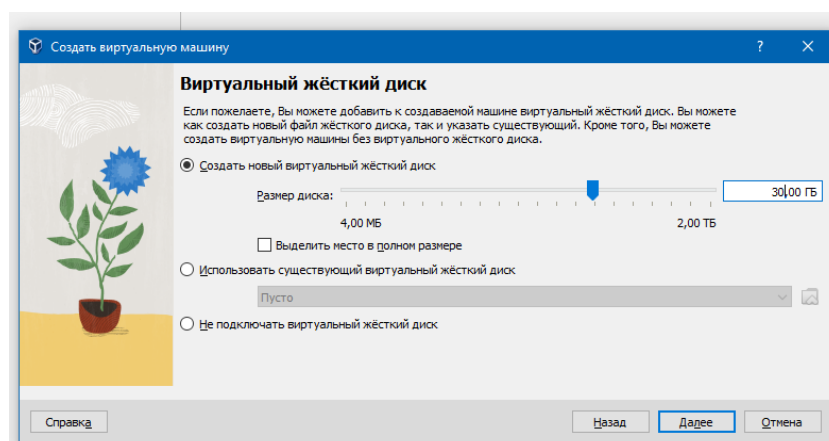 Создать виртуальную машину
?
Виртуальный жёсткий диск
Если пожелаете, Вы можете добавить к создаваемой машине виртуальный жёсткий диск. Вы можете
как создать новый файл жёсткого диска, так и указать существующий. Кроме того, Вы можете
создать виртуальную машины без виртуального жёсткого диска.
Создать новый виртуальный жёсткий диск
Размер диска: 30,00 ГБ
4,00 МБ 2,00 ТБ
Выделить место в полном размере
Использовать существующий виртуальный жёсткий диск
Пусто
Не подключать виртуальный жёсткий диск
Справка Назад Далее Отмена